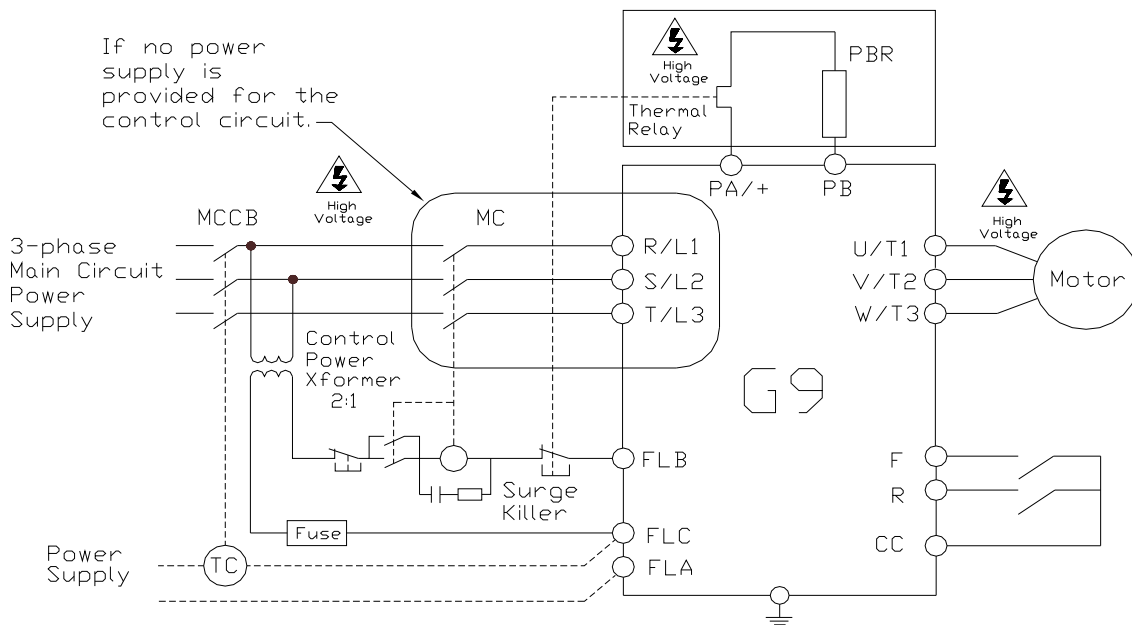 If no power
supply is
provided for the
control circuit.
High
Voltage
PBR
Thermal
Relay
PA/+
PB
High
Voltage
High
Voltage
MCCB
MC
3-phase
Main Circuit
Power
Supply
R/L1
S/L2
T/L3
U/T1
V/T2
W/T3
Motor
Control
Power
Xformer
2:1
G9
FLB
Surge
Killer
F
R
CC
Fuse
FLC
FLA
Power
Supply
TC